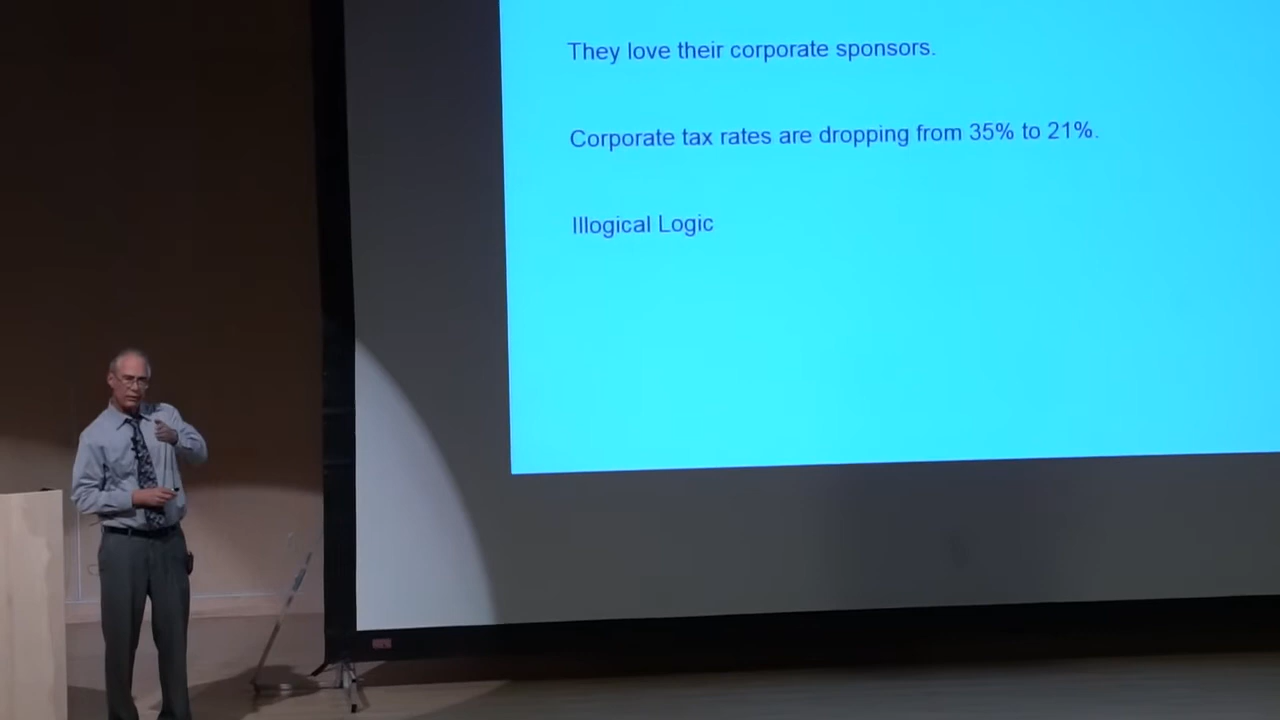 They love their corporate sponsors.
Corporate tax rates are dropping from 35% to 21%.
Illogical Logic